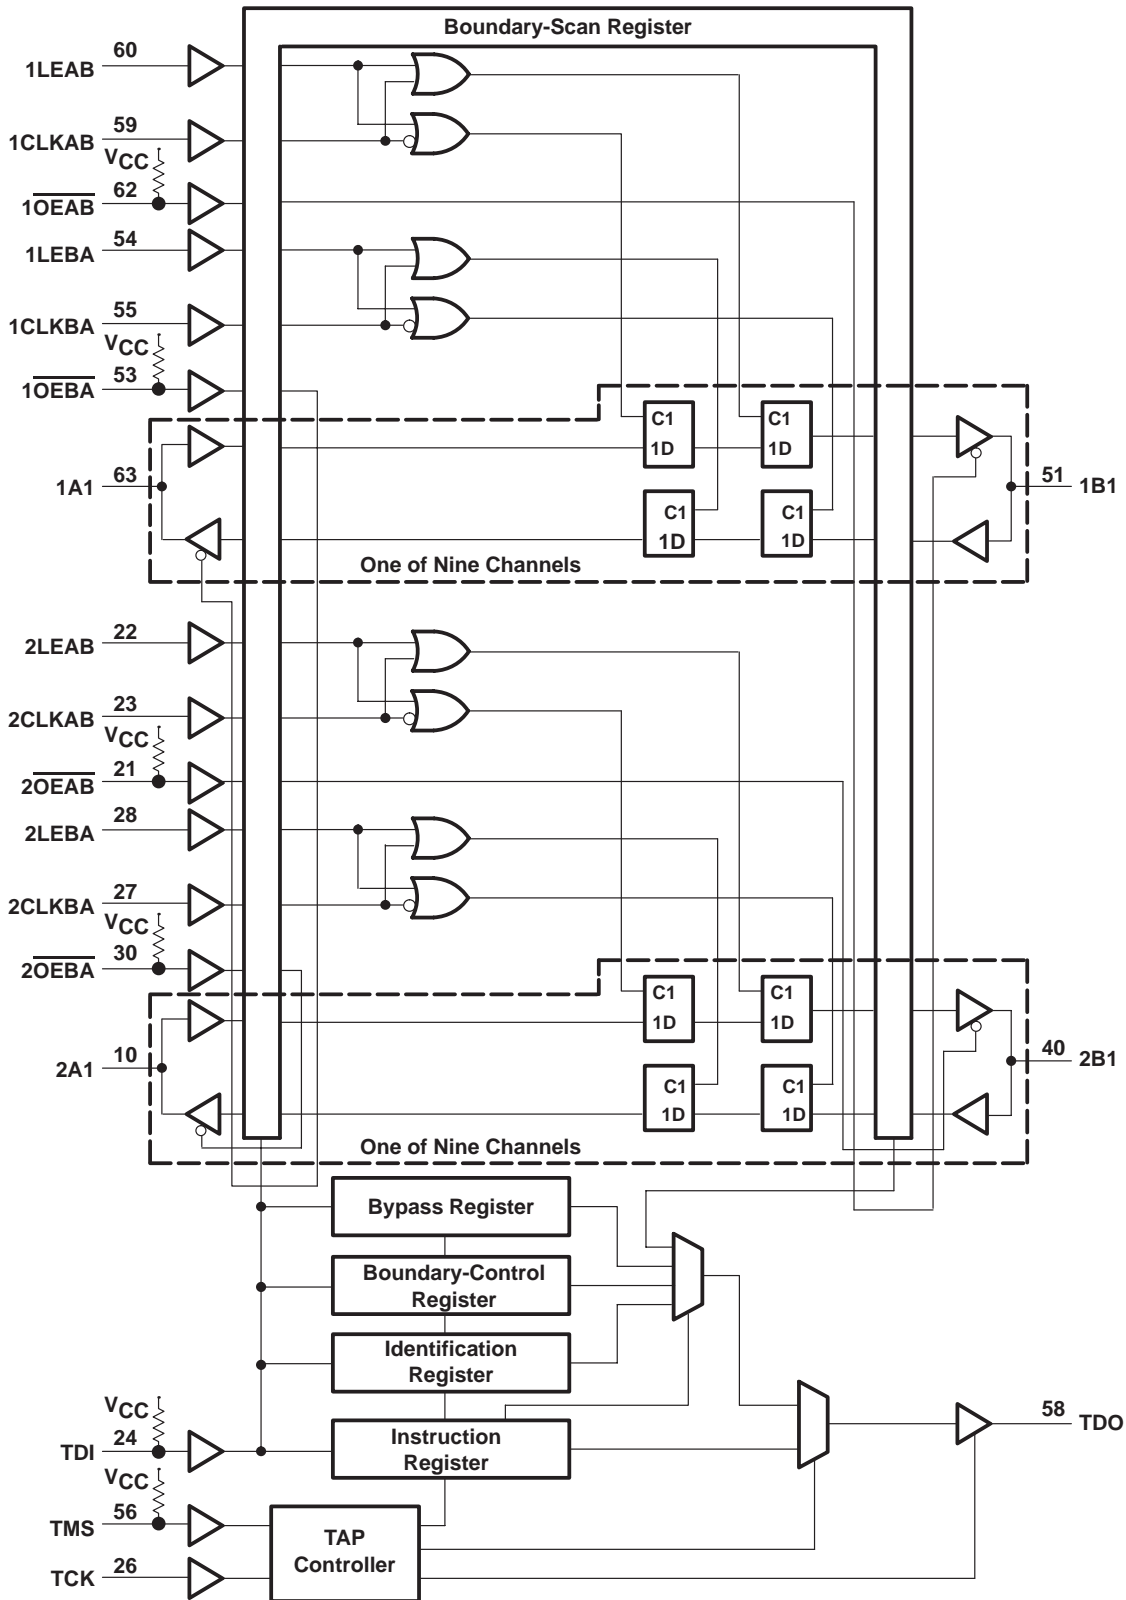 Boundary-Scan Register
60
1LEAB
59
1CLKAB
VCC
62
1OEAB
54
1LEBA
55
1CLKBA
VCC
53
1OEBA
C1
1D
C1
1D
63
1A1
51
1B1
C1
1D
C1
1D
One of Nine Channels
22
2LEAB
23
2CLKAB
VCC
21
2OEAB
28
2LEBA
27
2CLKBA
VCC
30
2OEBA
C1
1D
C1
1D
10
2A1
40
2B1
C1
1D
C1
1D
One of Nine Channels
Bypass Register
Boundary-Control
Register
Identification
Register
VCC
24
TDI
Instruction
Register
58
TDO
VCC
56
TMS
TAP
Controller
26
TCK